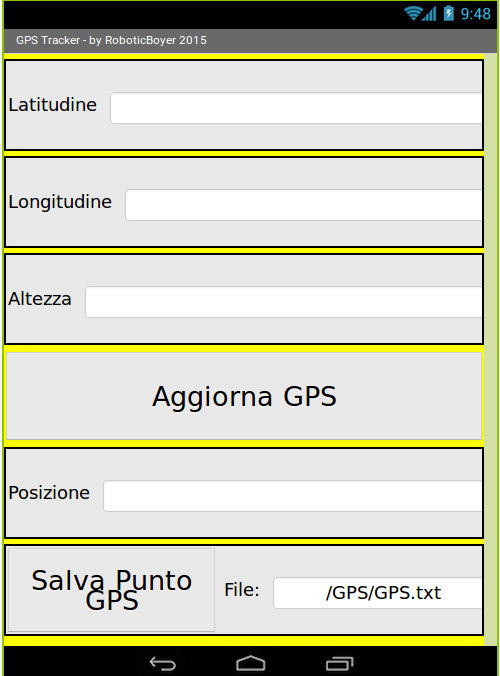 9:48
GPS Tracker - by RoboticBoyer 2015
Latitudine
Longitudine
Altezza
Aggiorna GPS
Posizione
Salva Punto
GPS
File:
/GPS/GPS.txt